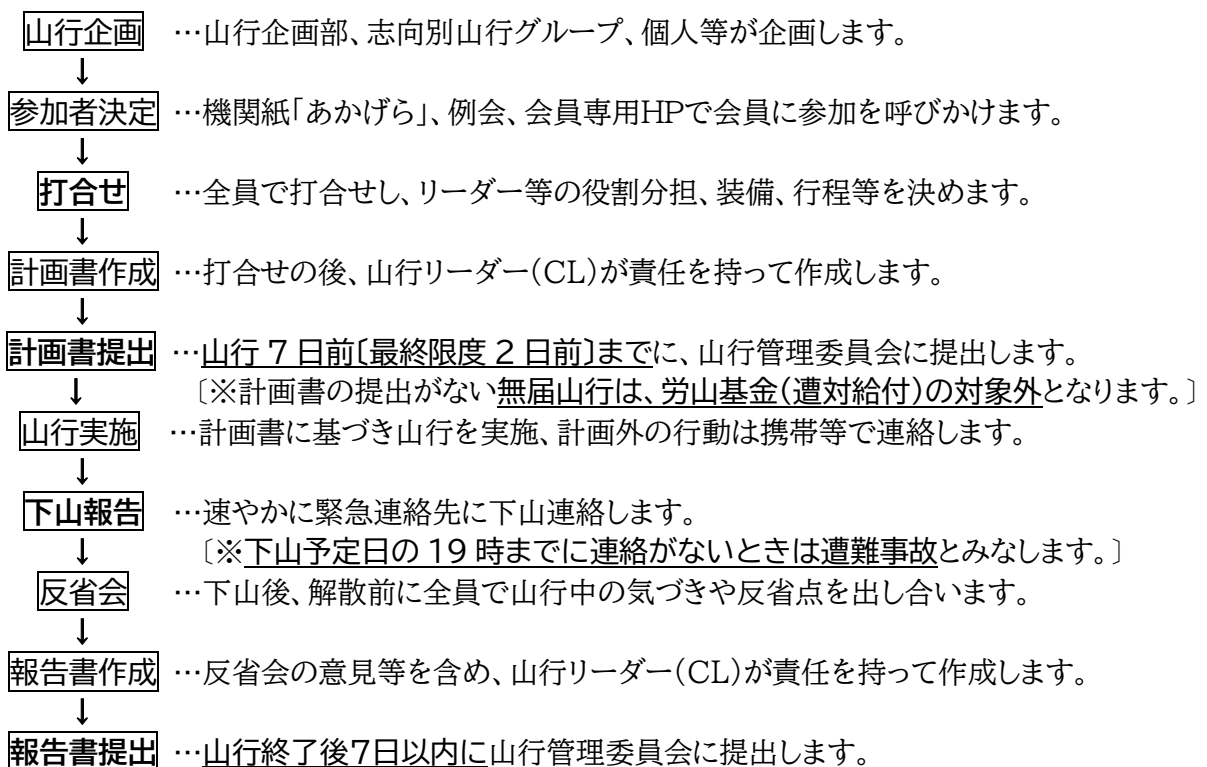 山行企画 …山行企画部、志向別山行グループ、個人等が企画します。
↓
参加者決定 …機関紙「あかげら」、例会、会員専用HPで会員に参加を呼びかけます。
↓
打合せ …全員で打合せし、リーダー等の役割分担、装備、行程等を決めます。
↓
計画書作成 …打合せの後、山行リーダー(CL)が責任を持って作成します。
↓
計画書提出 …山行 7 日前〔最終限度 2 日前〕までに、山行管理委員会に提出します。
↓ 〔※計画書の提出がない無届山行は、労山基金(遭対給付)の対象外となります。〕
山行実施 …計画書に基づき山行を実施、計画外の行動は携帯等で連絡します。
↓
下山報告 …速やかに緊急連絡先に下山連絡します。
↓ 〔※下山予定日の 19 時までに連絡がないときは遭難事故とみなします。〕
反省会 …下山後、解散前に全員で山行中の気づきや反省点を出し合います。
↓
報告書作成 …反省会の意見等を含め、山行リーダー(CL)が責任を持って作成します。
↓
報告書提出 …山行終了後7日以内に山行管理委員会に提出します。